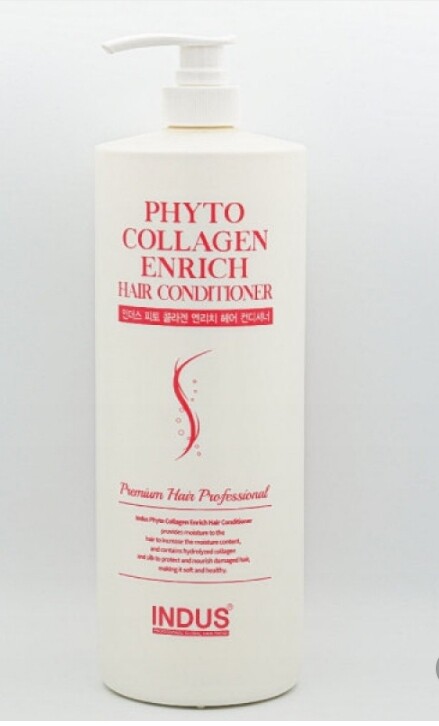 PHYTO
COLLAGEN
ENRICH
HAIR CONDITIONER
인더스 피토 콜라겐 엔리치 헤어 컨디셔너
Premium Hair Professional
Indus Phyto Collagen Enrich Hair Conditioner
provides moisture to the
hair to increase the moisture content,
and contains hydrolyzed collagen
and silk to protect and nourish damaged hair,
making it soft and healthy.
INDUS®
PROFESSIONAL GLOBAL HAIR